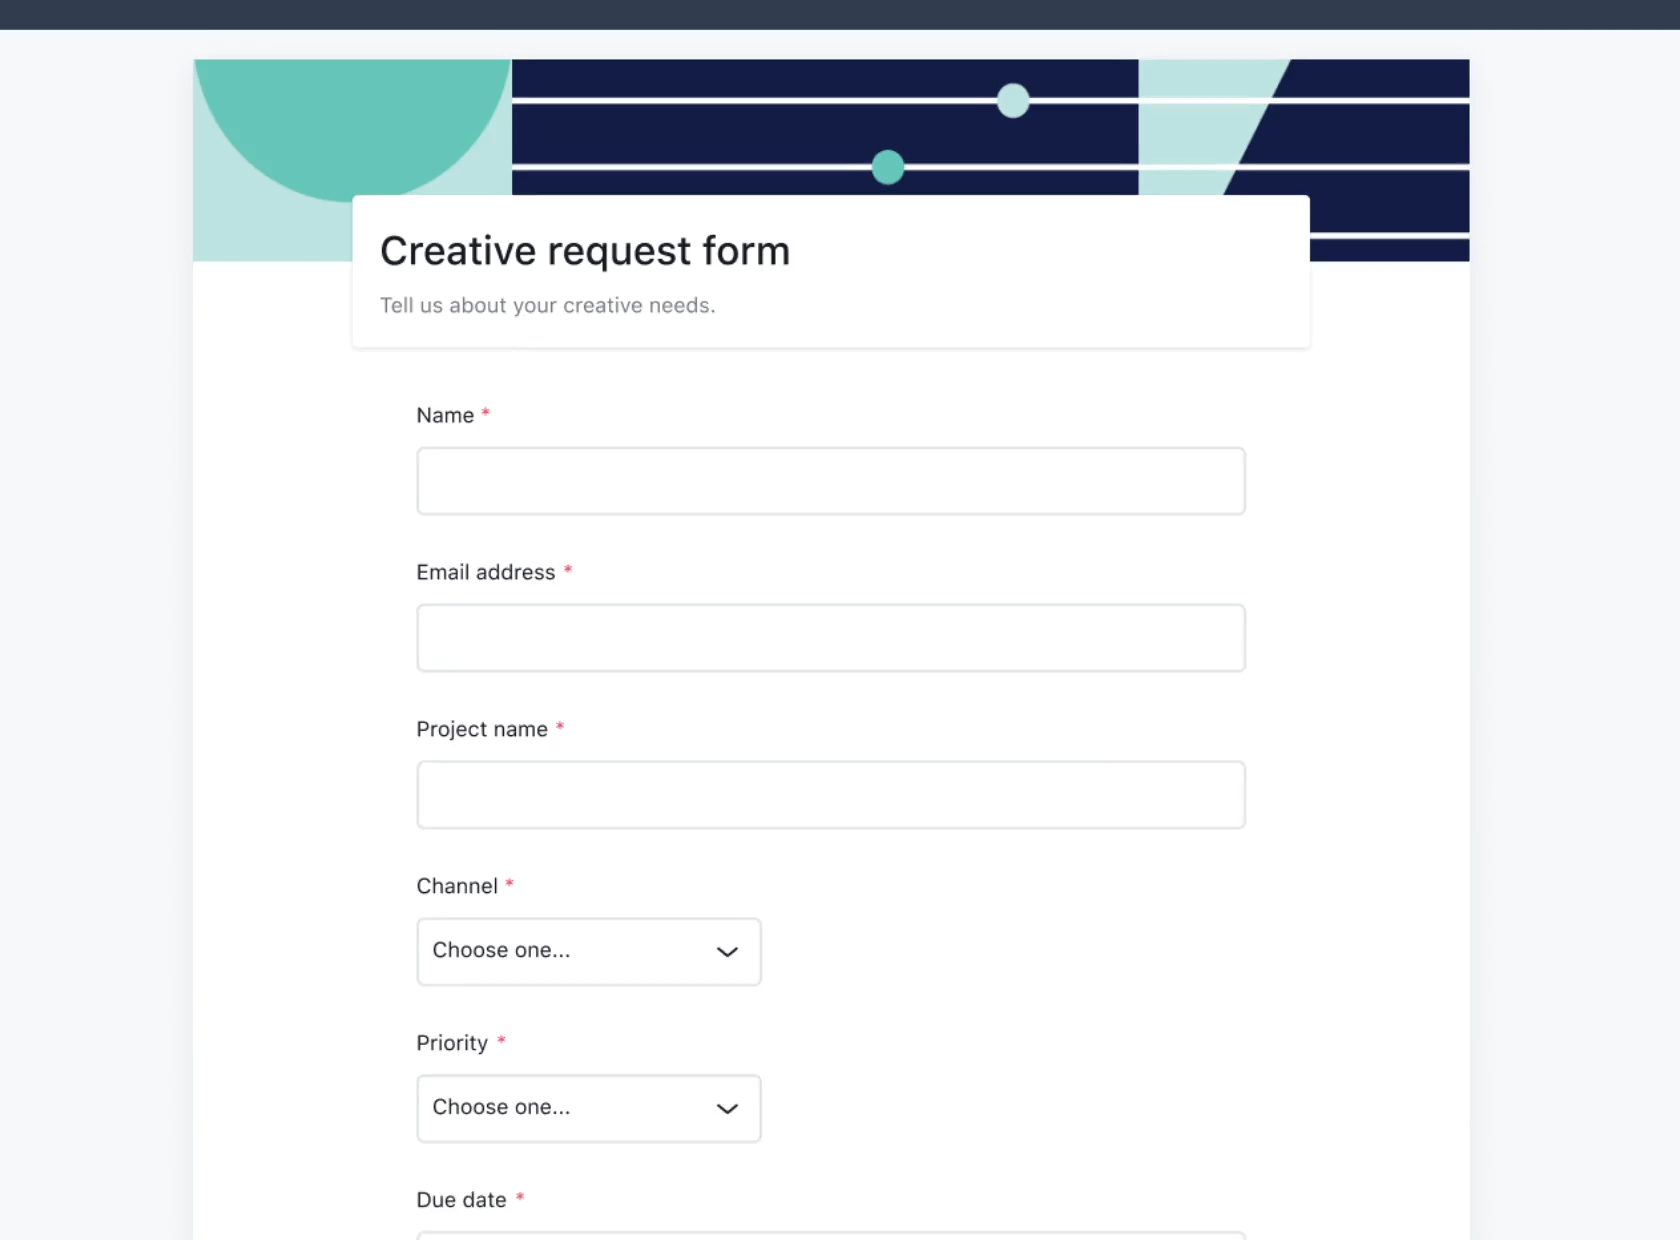 Creative request form
Tell us about your creative needs.
Name *
Email address *
Project name *
Channel *
Choose one...
Priority *
Choose one...
Due date *